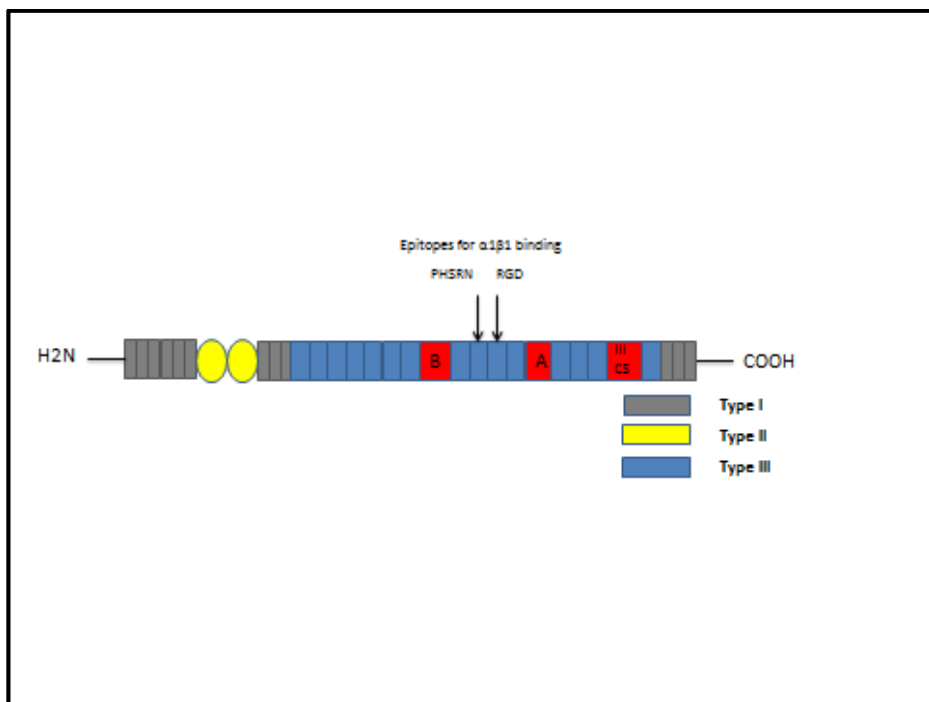 Epitopes for α1β1 binding
PHSRN RGD
H2N B A III CS COOH
Type I
Type II
Type III